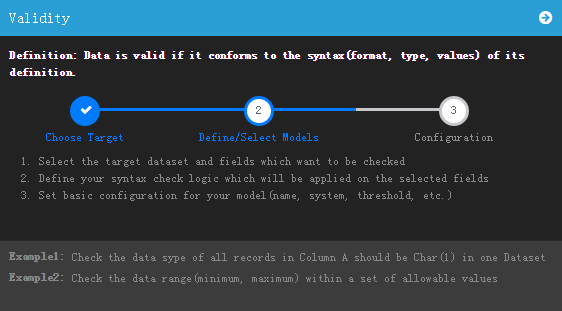 Validity
Definition: Data is valid if it conforms to the syntax(format, type, values) of its
definition.
2 3
Choose Target Define/Select Models Configuration
1. Select the target dataset and fields which want to be checked
2. Define your syntax check logic which will be applied on the selected fields
3. Set basic configuration for your model(name, system, threshold, etc.)
Example1: Check the data sype of all records in Column A should be Char(1) in one Dataset
Example2: Check the data range(minimum, maximum) within a set of allowable values